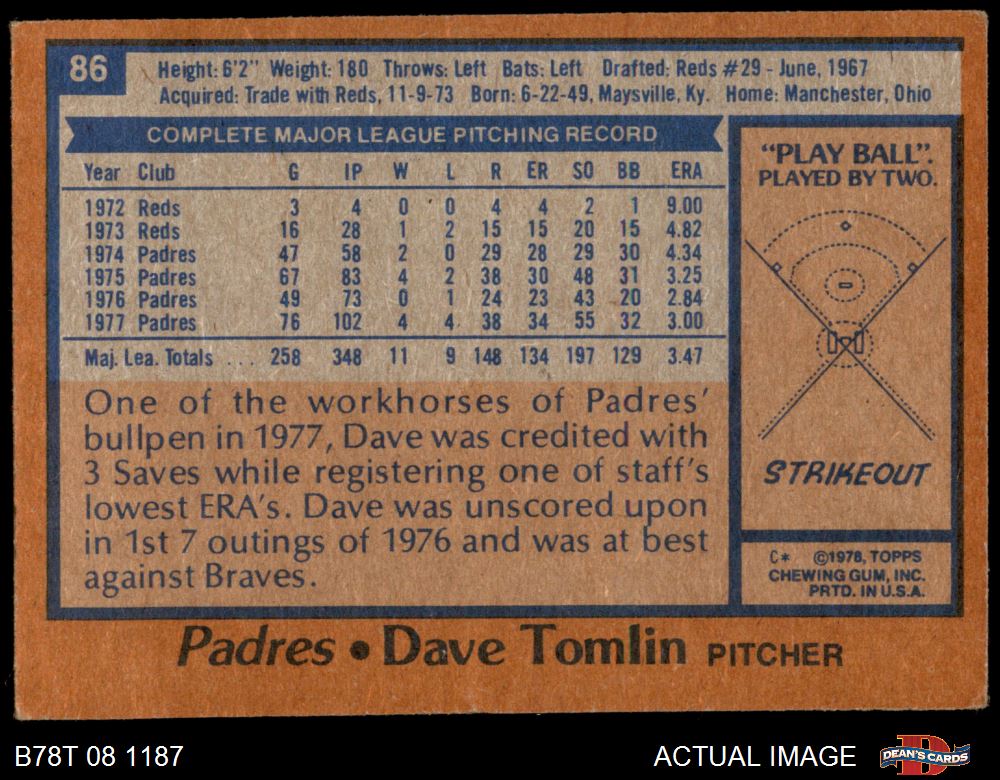 86
Height: 6'2" Weight: 180 Throws: Left Bats: Left Drafted: Reds #29 - June, 1967
Acquired: Trade with Reds, 11-9-73 Born: 6-22-49, Maysville, Ky. Home: Manchester, Ohio
COMPLETE MAJOR LEAGUE PITCHING RECORD
Year Club G IP W L R ER SO BB ERA
1972 Reds 3 4 0 0 4 4 2 1 9.00
1973 Reds 16 28 1 2 15 15 20 15 4.82
1974 Padres 47 58 2 0 29 28 29 30 4.34
1975 Padres 67 83 4 2 38 30 48 31 3.25
1976 Padres 49 73 0 1 24 23 43 20 2.84
1977 Padres 76 102 4 4 38 34 55 32 3.00
Maj. Lea. Totals ... 258 348 11 9 148 134 197 129 3.47
One of the workhorses of Padres'
bullpen in 1977, Dave was credited with
3 Saves while registering one of staff's
lowest ERA's. Dave was unscored upon
in 1st 7 outings of 1976 and was at best
against Braves.
"PLAY BALL".
PLAYED BY TWO.
STRIKEOUT
C* ©1978, TOPPS
CHEWING GUM, INC.
PRTD. IN U.S.A.
Padres • Dave Tomlin PITCHER
B78T 08 1187
ACTUAL IMAGE
DEAN'S CARDS